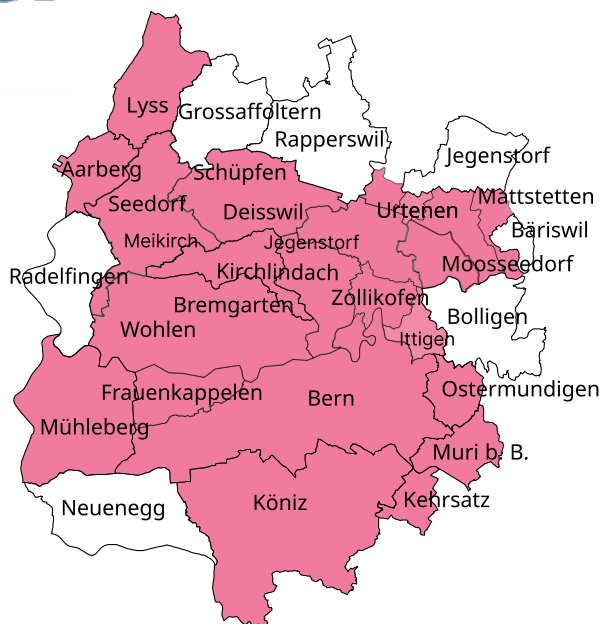 Lyss
Grossaffoltern
Rapperswil
Jegenstorf
Aarberg
Schüpfen
Mattstetten
Seedorf
Deisswil
Urtenen
Bäriswil
Meikirch
Jegenstorf
Radelfingen
Kirchlindach
Moosseedorf
Bremgarten
Zollikofen
Bolligen
Wohlen
Ittigen
Frauenkappelen
Bern
Ostermundigen
Mühleberg
Muri b. B.
Neuenegg
Köniz
Kehrsatz